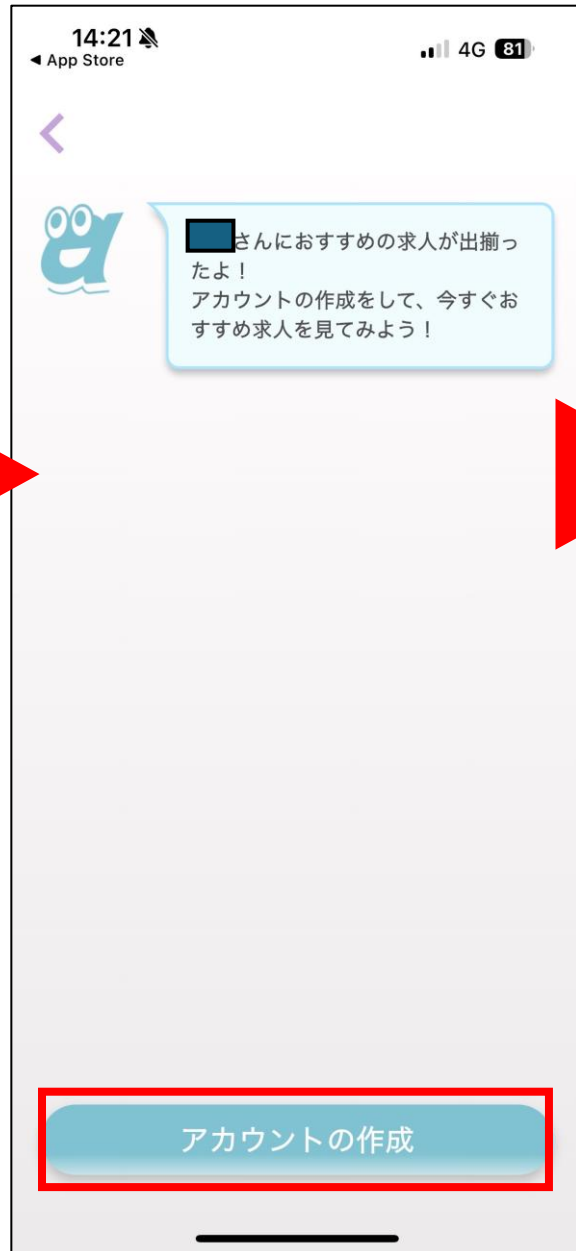 14:21
◀ App Store
4G 81
さんにおすすめの求人が出揃っ
たよ！
アカウントの作成をして、今すぐお
すすめ求人を見てみよう！
アカウントの作成